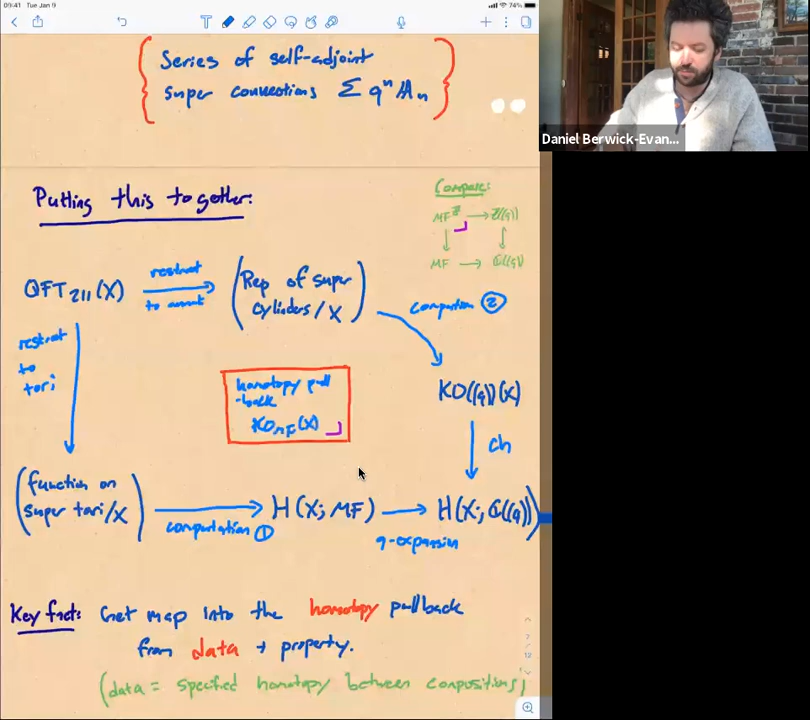 09:41 Tue Jan 9
74%
Series of self-adjoint
super connections Σ qⁿ Aₙ
Daniel Berwick-Evan...
Putting this together:
Compare:
MF^ℤ → ℤ((q))
↓ ↓
MF → ℂ((q))
QFT₂|₁(X)
restrict
to annuli
(Rep of super
cylinders/X)
computation ②
restrict
to
tori
homotopy pull
-back
KO_MF(X)
KO((q))(X)
ch
(function on
super tori/X)
computation ①
H(X; MF)
q-expansion
H(X; ℂ((q)))
Key fact: Get map into the homotopy pullback
from data + property.
(data = specified homotopy between compositions)